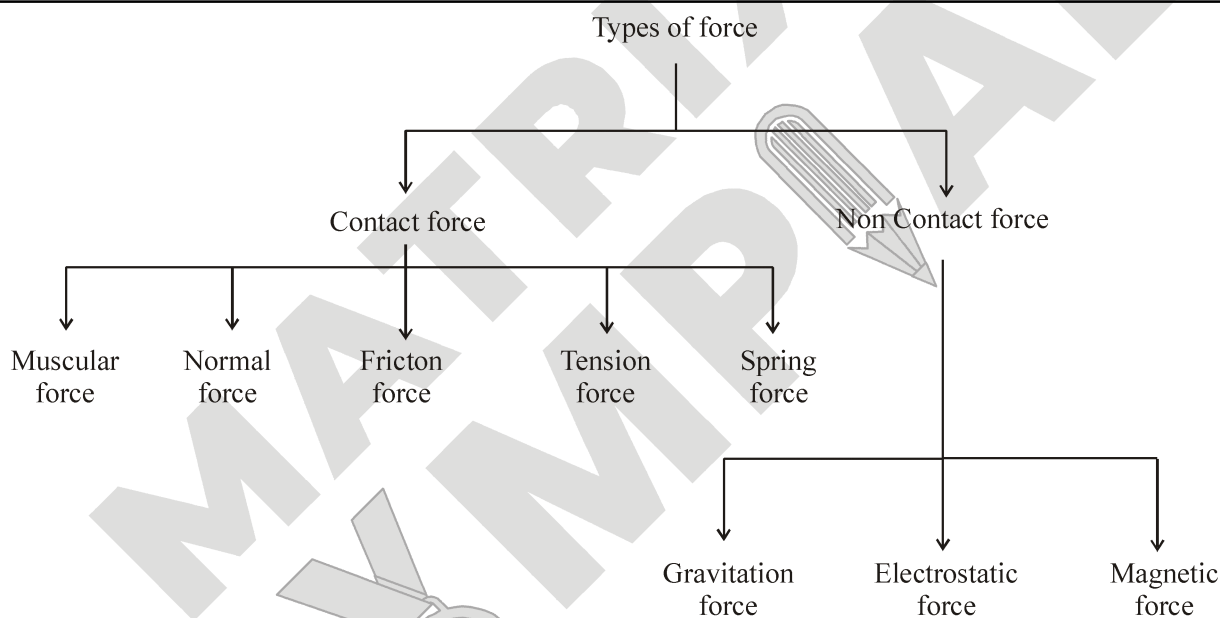 Types of force
Contact force
Non Contact force
Muscular
force
Normal
force
Fricton
force
Tension
force
Spring
force
Gravitation
force
Electrostatic
force
Magnetic
force
MATRIX